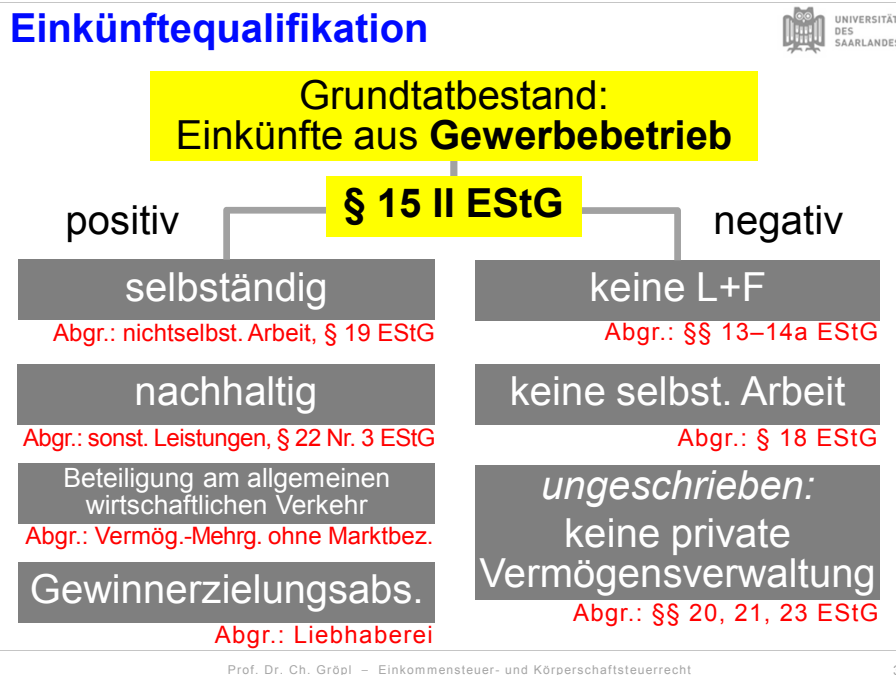 Einkünftequalifikation
UNIVERSITÄT
DES
SAARLANDES
Grundtatbestand:
Einkünfte aus Gewerbebetrieb
§ 15 II EStG
positiv
negativ
selbständig
Abgr.: nichtselbst. Arbeit, § 19 EStG
nachhaltig
Abgr.: sonst. Leistungen, § 22 Nr. 3 EStG
Beteiligung am allgemeinen
wirtschaftlichen Verkehr
Abgr.: Vermög.-Mehrg. ohne Marktbez.
Gewinnerzielungsabs.
Abgr.: Liebhaberei
keine L+F
Abgr.: §§ 13–14a EStG
keine selbst. Arbeit
Abgr.: § 18 EStG
ungeschrieben:
keine private
Vermögensverwaltung
Abgr.: §§ 20, 21, 23 EStG
Prof. Dr. Ch. Gröpl – Einkommensteuer- und Körperschaftsteuerrecht
3